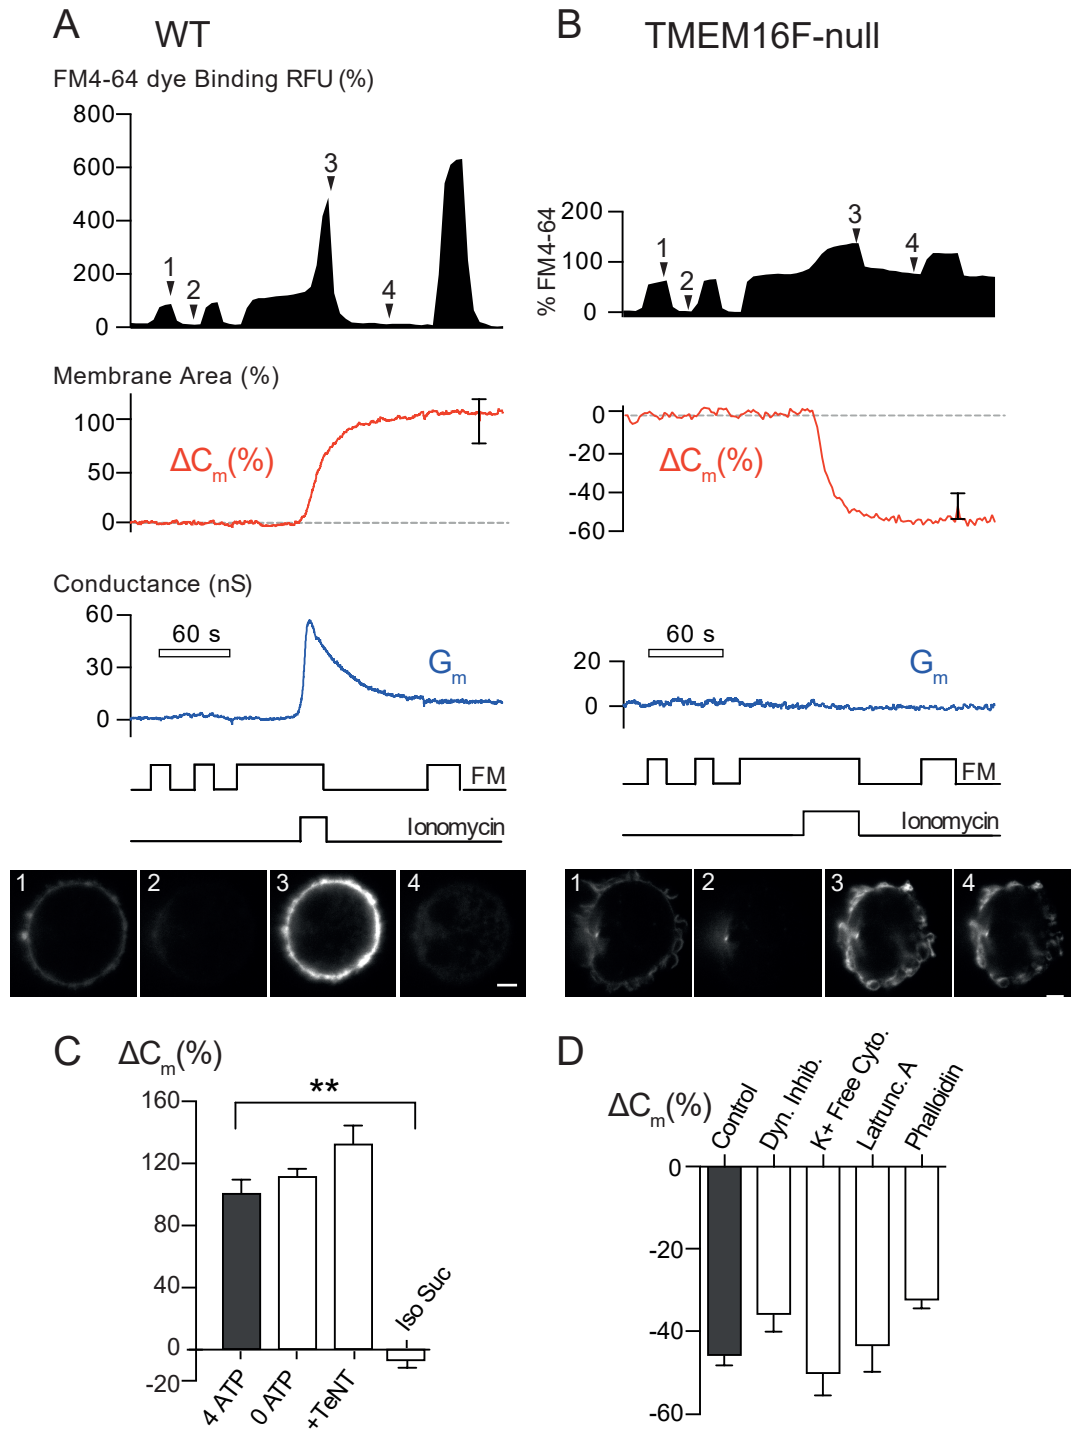 A WT
FM4-64 dye Binding RFU (%)
800
600
400
200
0
1
2
3
4
Membrane Area (%)
100
50
0
ΔCm(%)
Conductance (nS)
60
30
0
60 s
Gm
FM
Ionomycin
1 2 3 4
B TMEM16F-null
% FM4-64
200
100
0
1
2
3
4
0
-20
-40
-60
ΔCm(%)
20
0
60 s
Gm
FM
Ionomycin
1 2 3 4
C ΔCm(%)
160
120
80
40
0
-20
**
4 ATP
0 ATP
+TeNT
Iso Suc
D
ΔCm(%)
Control
Dyn. Inhib.
K+ Free Cyto.
Latrunc. A
Phalloidin
0
-20
-40
-60